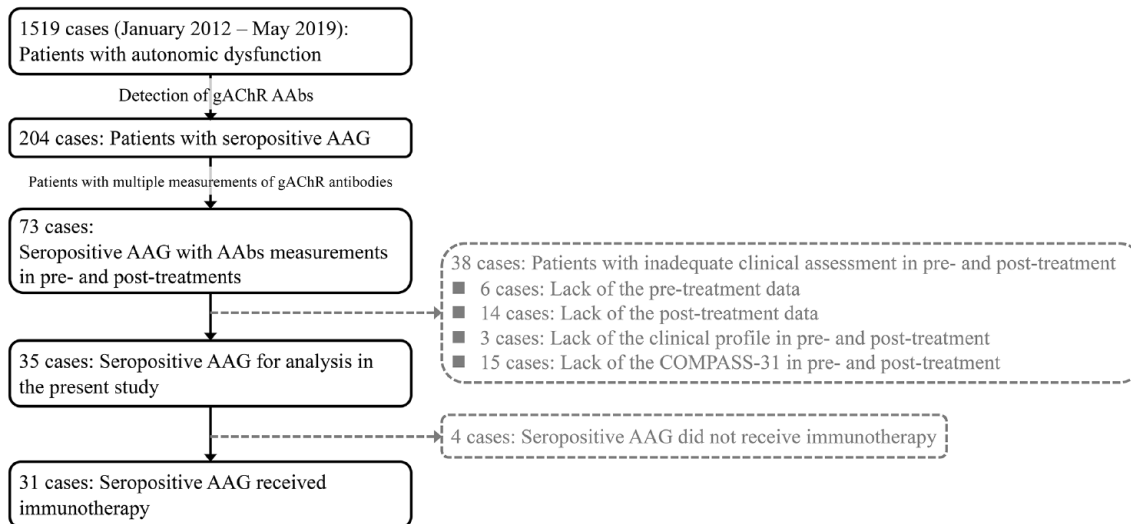 1519 cases (January 2012 – May 2019):
Patients with autonomic dysfunction
Detection of gAChR AAbs
204 cases: Patients with seropositive AAG
Patients with multiple measurements of gAChR antibodies
73 cases:
Seropositive AAG with AAbs measurements
in pre- and post-treatments
38 cases: Patients with inadequate clinical assessment in pre- and post-treatment
■ 6 cases: Lack of the pre-treatment data
■ 14 cases: Lack of the post-treatment data
■ 3 cases: Lack of the clinical profile in pre- and post-treatment
■ 15 cases: Lack of the COMPASS-31 in pre- and post-treatment
35 cases: Seropositive AAG for analysis in
the present study
4 cases: Seropositive AAG did not receive immunotherapy
31 cases: Seropositive AAG received
immunotherapy